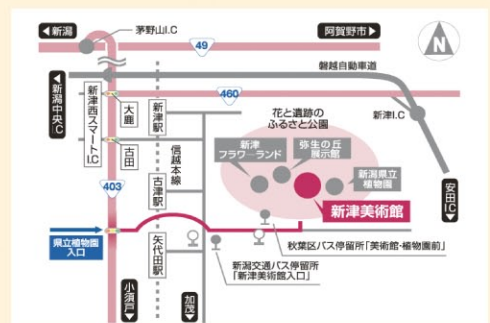 新潟
茅野山I.C
49
阿賀野市
N
磐越自動車道
新潟中央IC
新津西スマートI.C
大鹿
460
新津駅
花と遺跡の
ふるさと公園
新津I.C
古田
信越本線
新津
フラワーランド
弥生の丘
展示館
新潟県立
植物園
安田IC
403
古津駅
新津美術館
県立植物園
入口
秋葉区バス停留所「美術館・植物園前」
矢代田駅
新潟交通バス停留所
「新津美術館入口」
小須戸
加茂